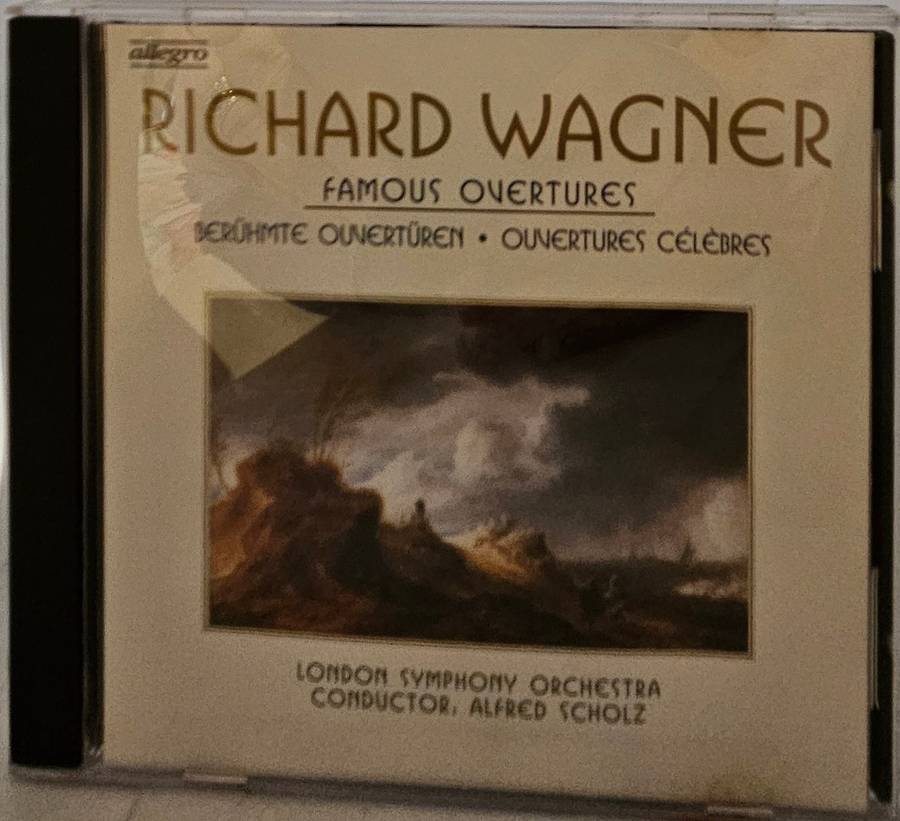 allegro
RICHARD WAGNER
FAMOUS OVERTURES
BERÜHMTE OUVERTÜREN • OUVERTURES CÉLÈBRES
LONDON SYMPHONY ORCHESTRA
CONDUCTOR, ALFRED SCHOLZ